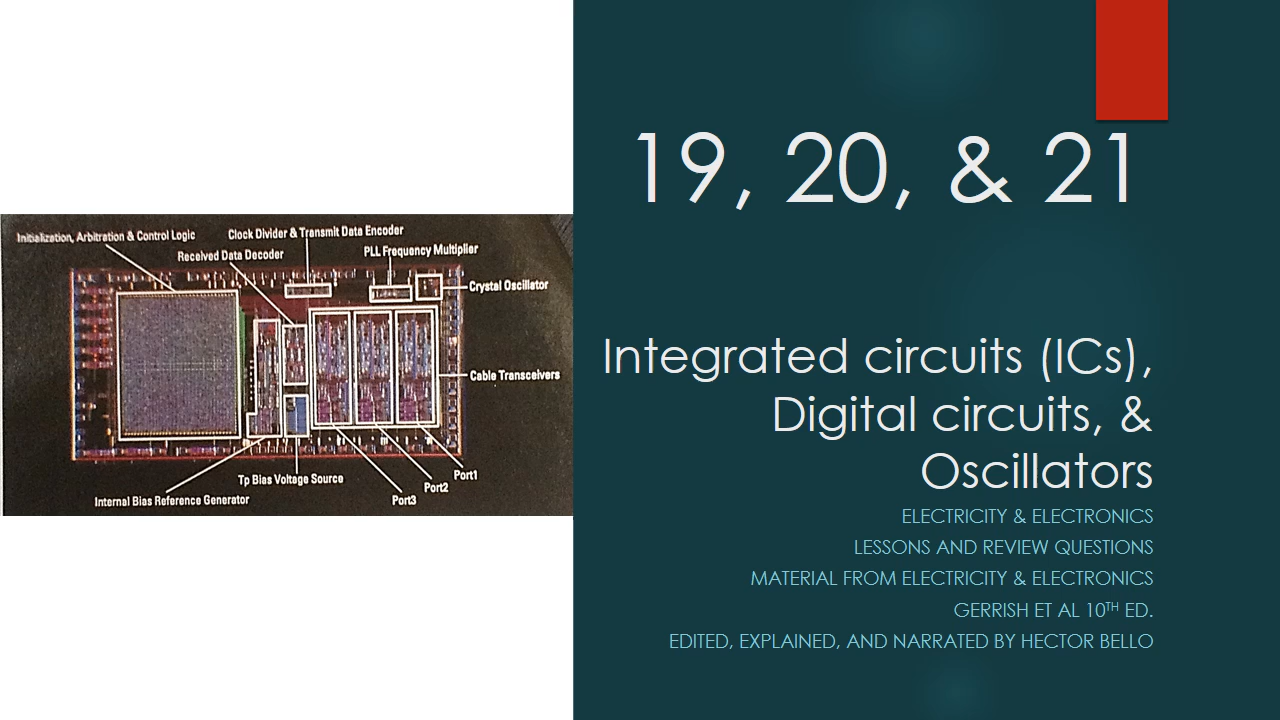 Initialization, Arbitration & Control Logic
Clock Divider & Transmit Data Encoder
Received Data Decoder
PLL Frequency Multiplier
Crystal Oscillator
Cable Transceivers
Port1
Port2
Port3
Tp Bias Voltage Source
Internal Bias Reference Generator
19, 20, & 21
Integrated circuits (ICs),
Digital circuits, &
Oscillators
ELECTRICITY & ELECTRONICS
LESSONS AND REVIEW QUESTIONS
MATERIAL FROM ELECTRICITY & ELECTRONICS
GERRISH ET AL 10TH ED.
EDITED, EXPLAINED, AND NARRATED BY HECTOR BELLO